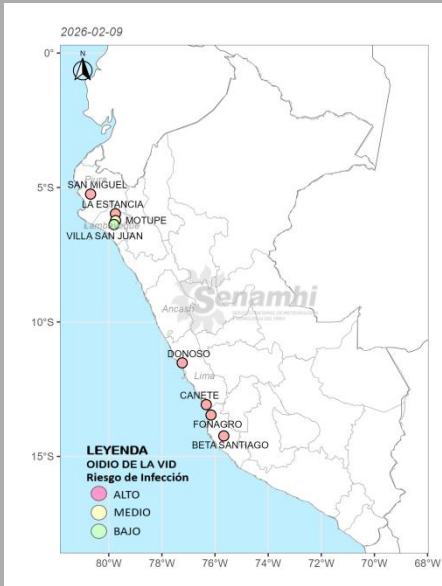 2026-02-09
N
0°
5°S
10°S
15°S
Piura
SAN MIGUEL
LA ESTANCIA
MOTUPE
Lambayeque
VILLA SAN JUAN
Senamhi
Ancash
DONOSO
Lima
CANETE
FONAGRO
BETA SANTIAGO
LEYENDA
OIDIO DE LA VID
Riesgo de Infección
ALTO
MEDIO
BAJO
80°W 78°W 76°W 74°W 72°W 70°W 68°W